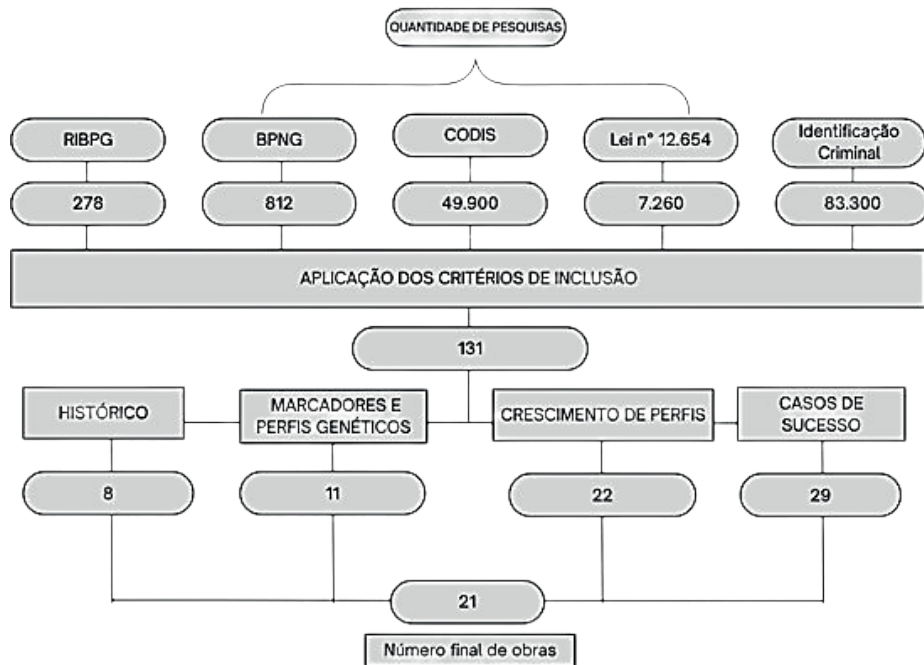 QUANTIDADE DE PESQUISAS
RIBPG
BPNG
CODIS
Lei n° 12.654
Identificação
Criminal
278
812
49.900
7.260
83.300
APLICAÇÃO DOS CRITÉRIOS DE INCLUSÃO
131
HISTÓRICO
MARCADORES E
PERFIS GENÉTICOS
CRESCIMENTO DE PERFIS
CASOS DE
SUCESSO
8
11
22
29
21
Número final de obras